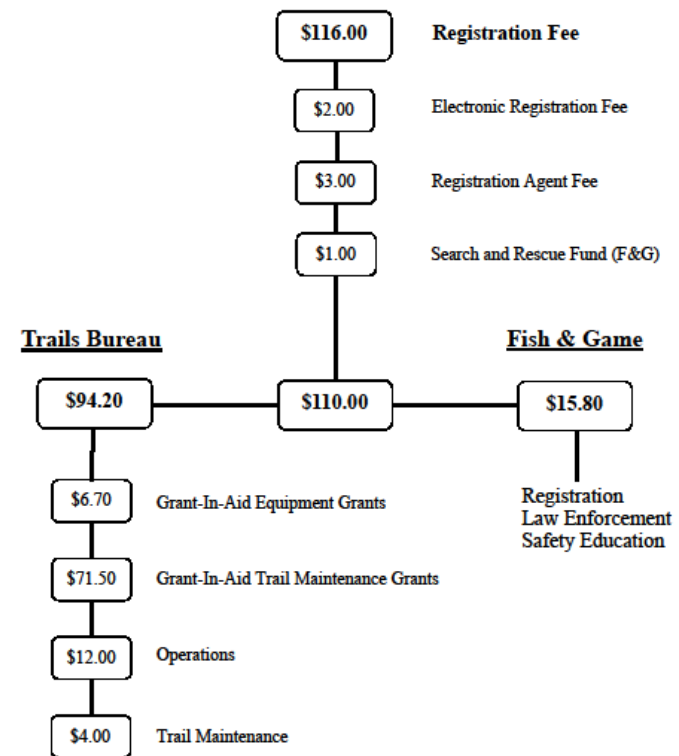 $116.00 Registration Fee
$2.00 Electronic Registration Fee
$3.00 Registration Agent Fee
$1.00 Search and Rescue Fund (F&G)
Trails Bureau Fish & Game
$94.20 $110.00 $15.80
$6.70 Grant-In-Aid Equipment Grants
Registration
Law Enforcement
Safety Education
$71.50 Grant-In-Aid Trail Maintenance Grants
$12.00 Operations
$4.00 Trail Maintenance